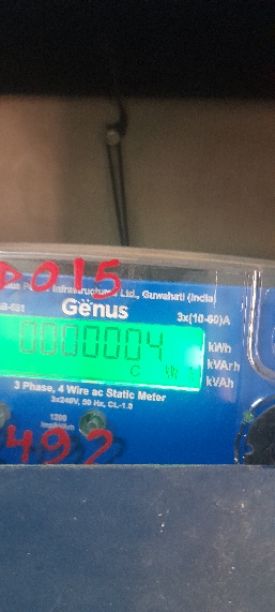 D015
Infrastructure Ltd., Guwahati (India)
Genus
3x(10-60)A
0000004
kWh
C
kVArh
kVAh
3 Phase, 4 Wire ac Static Meter
3x240V, 50 Hz, CL-1.0
1200
492